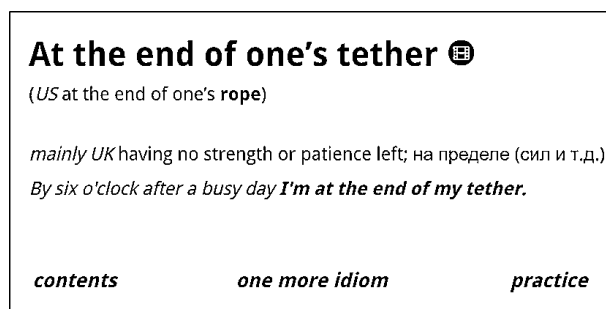 At the end of one's tether
(US at the end of one's rope)
mainly UK having no strength or patience left; на пределе (сил и т.д.)
By six o'clock after a busy day I'm at the end of my tether.
contents one more idiom practice